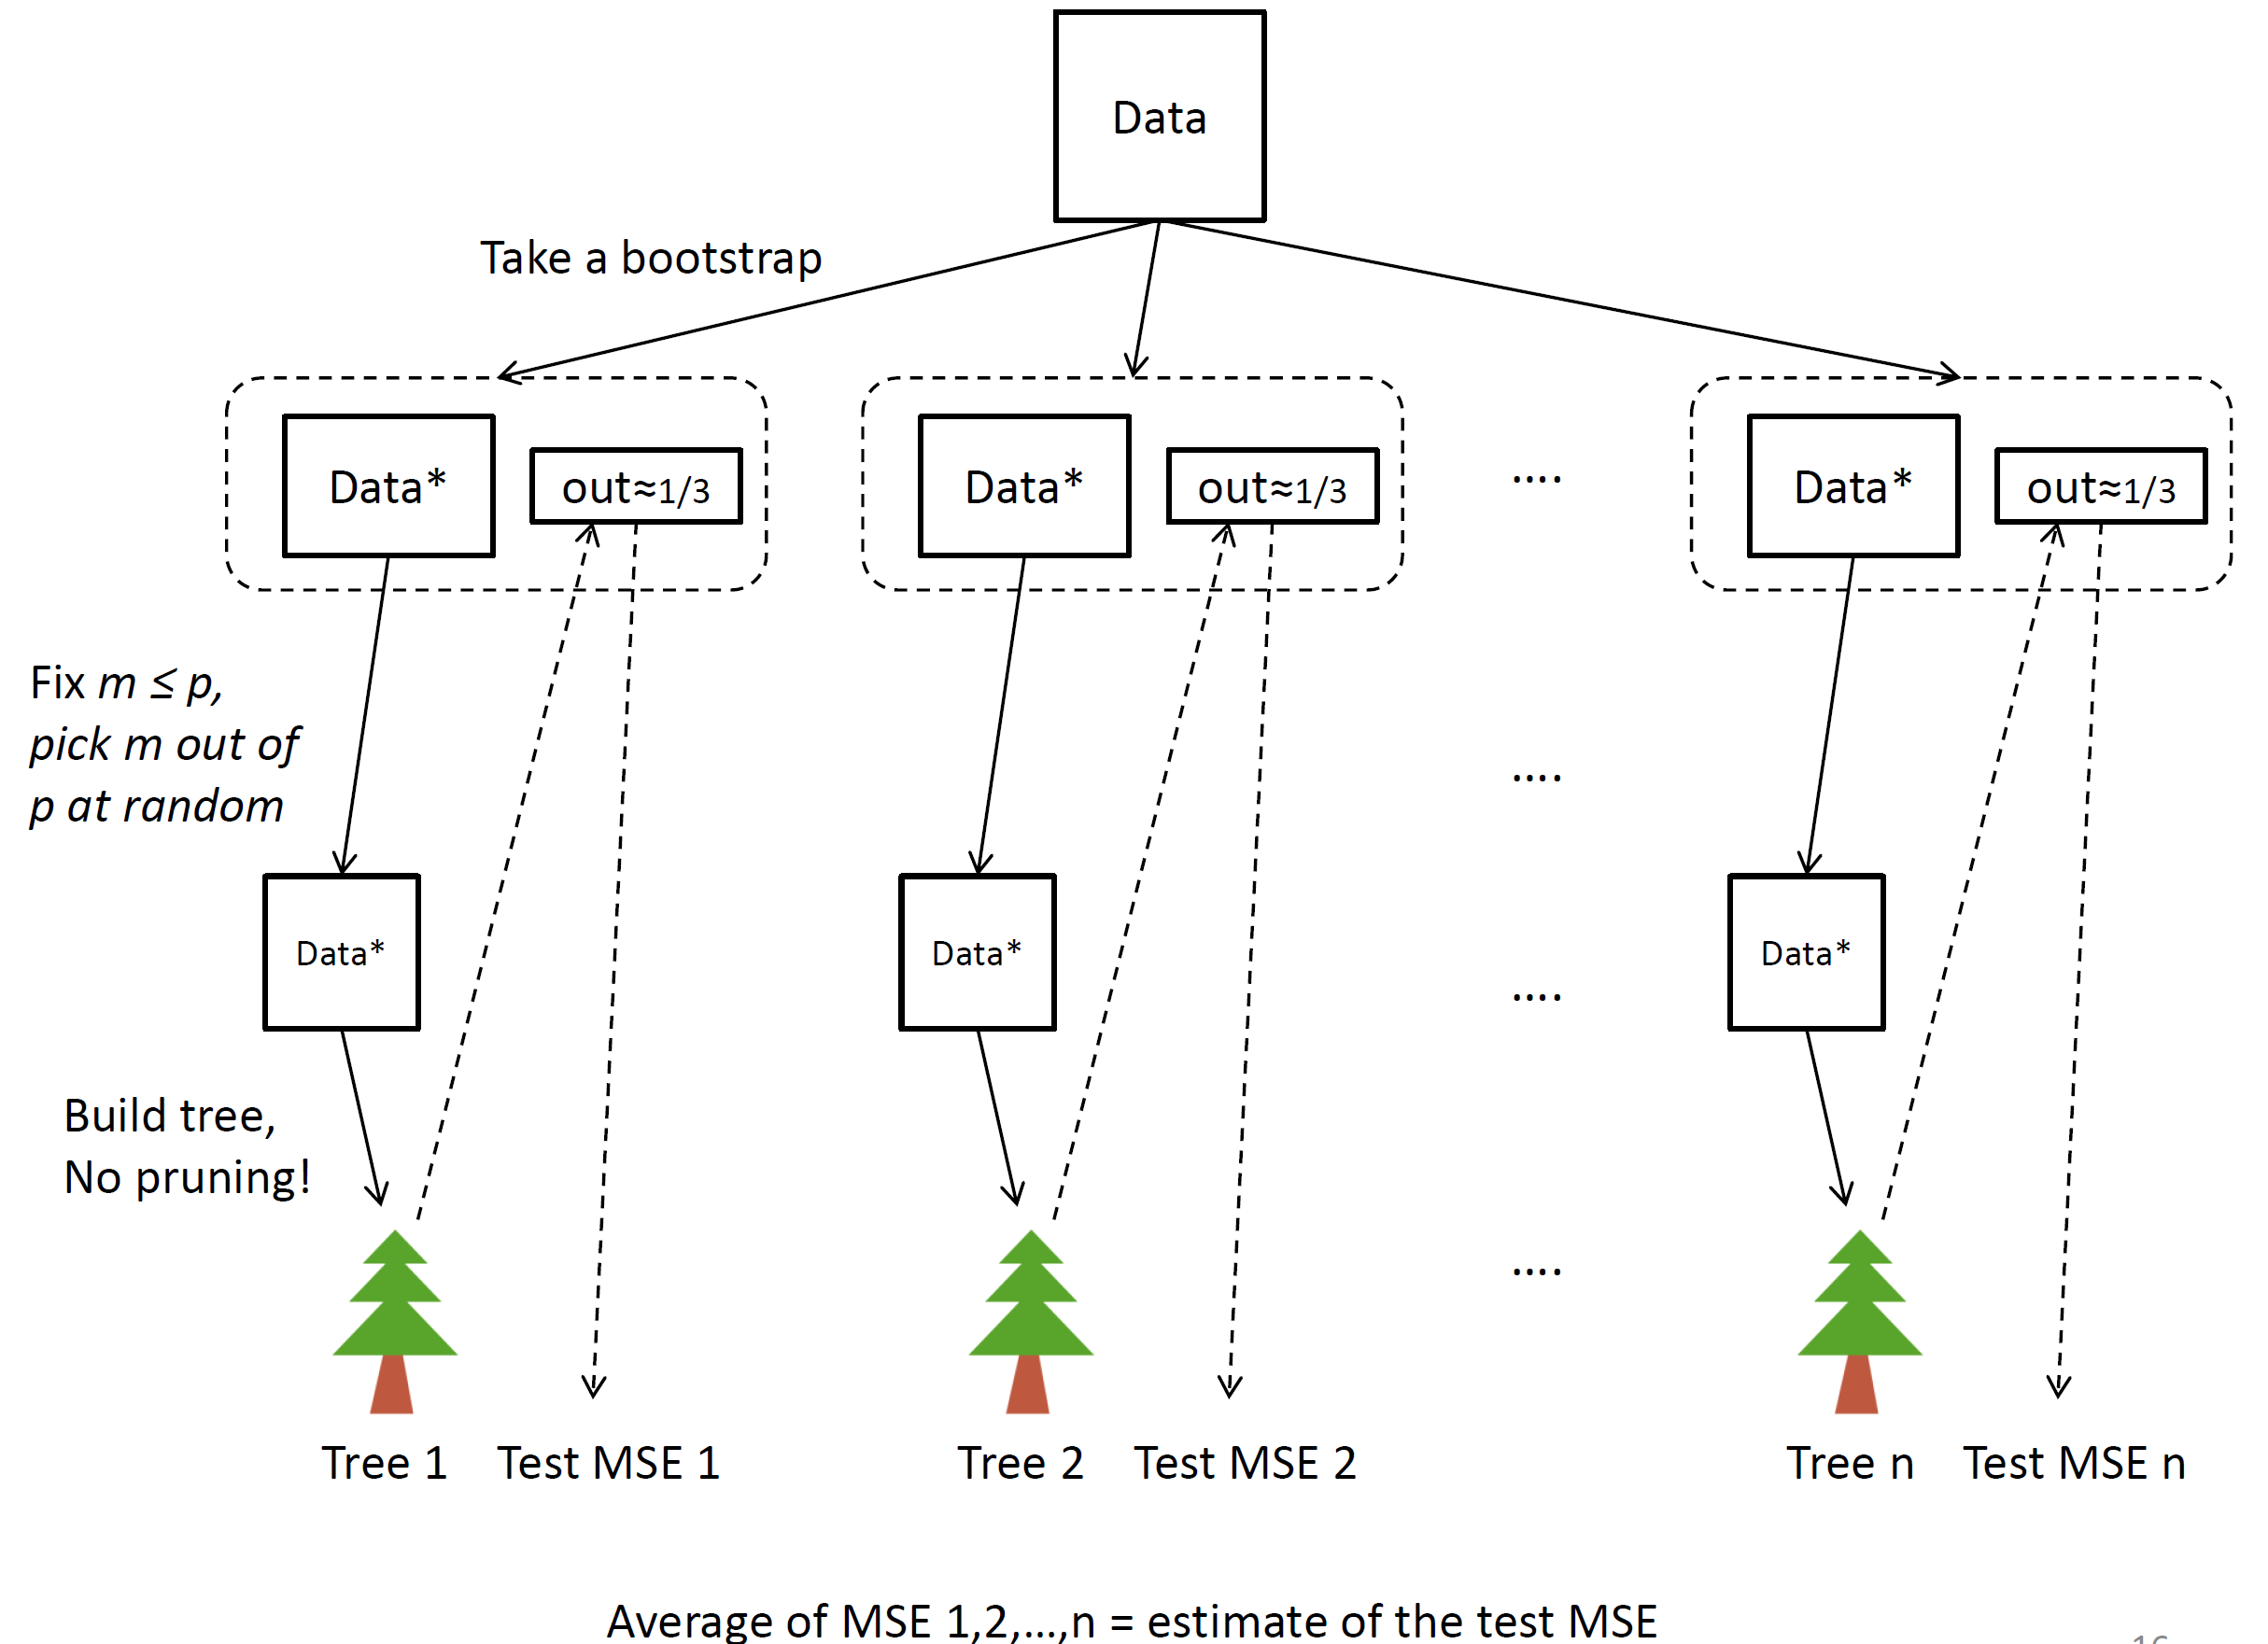 Data
Take a bootstrap
Data*
out≈1/3
Data*
out≈1/3
....
Data*
out≈1/3
Fix m ≤ p,
pick m out of
p at random
....
Data*
Data*
....
Data*
Build tree,
No pruning!
....
Tree 1
Test MSE 1
Tree 2
Test MSE 2
Tree n
Test MSE n
Average of MSE 1,2,...,n = estimate of the test MSE
16